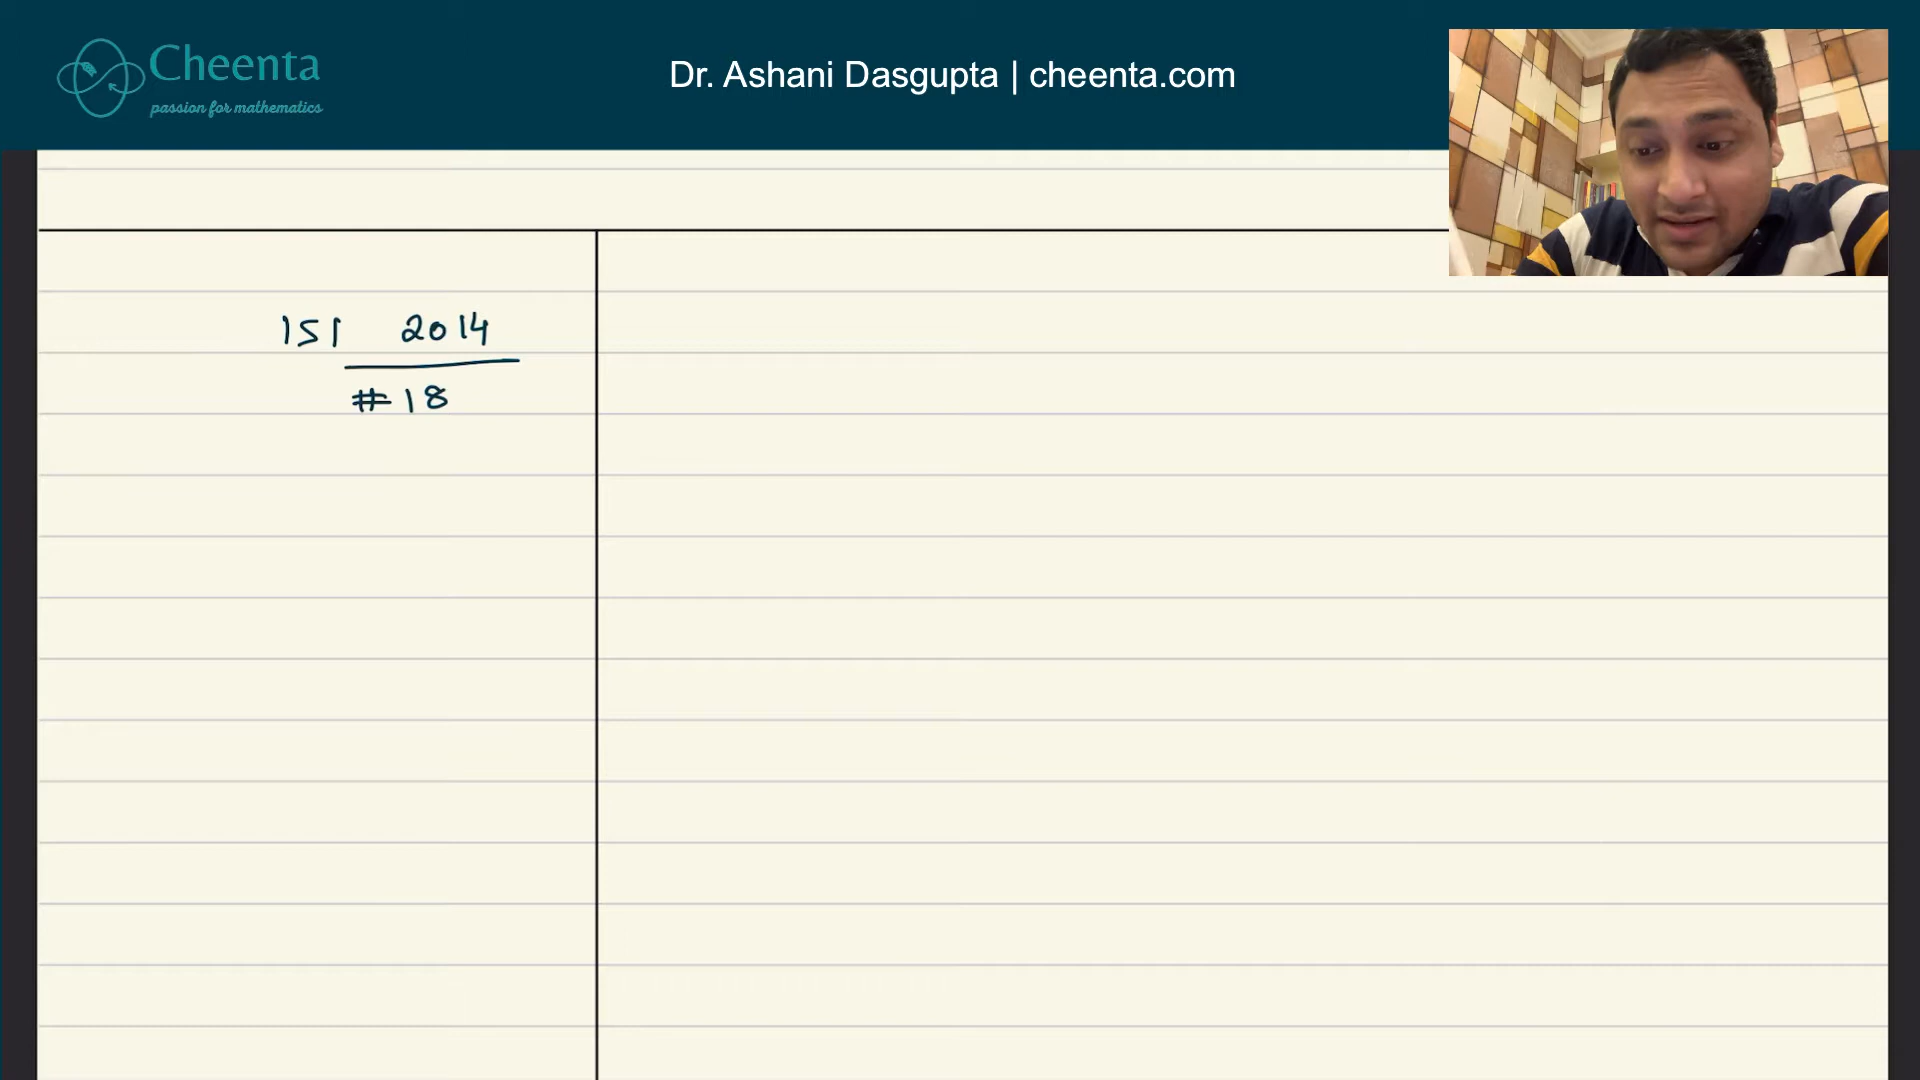 Cheenta
passion for mathematics
Dr. Ashani Dasgupta | cheenta.com
ISI 2014
#18